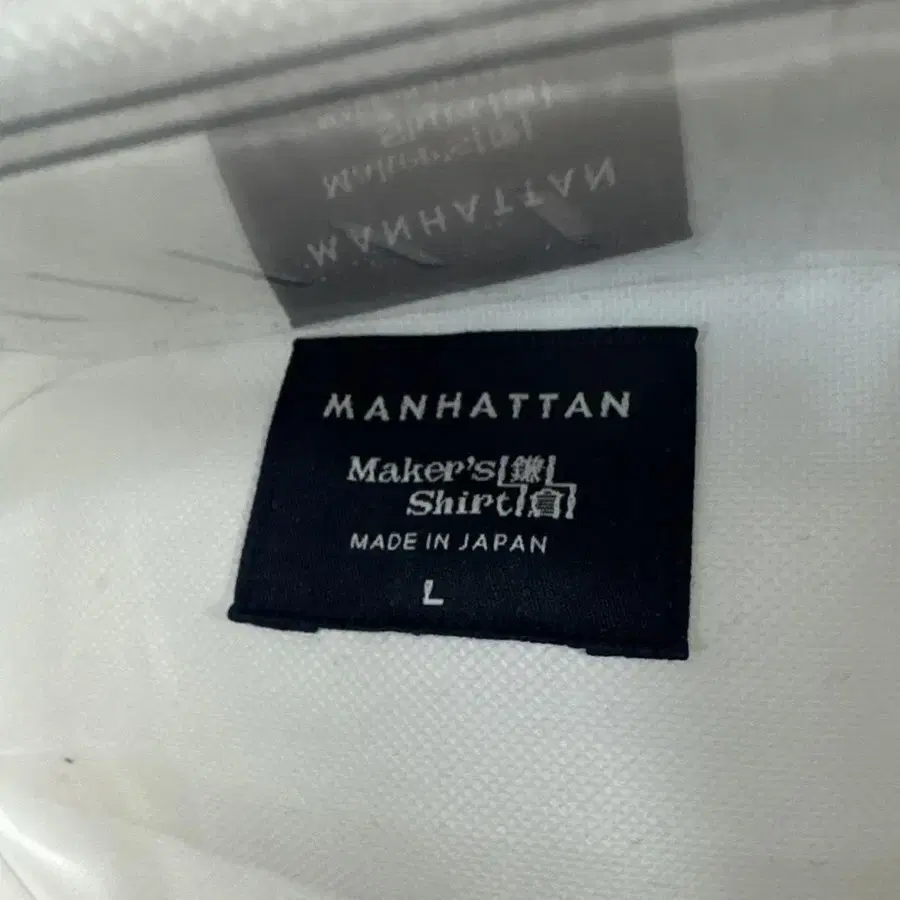 MANHATTAN
Maker's 鎌
Shirt 倉
MADE IN JAPAN
L